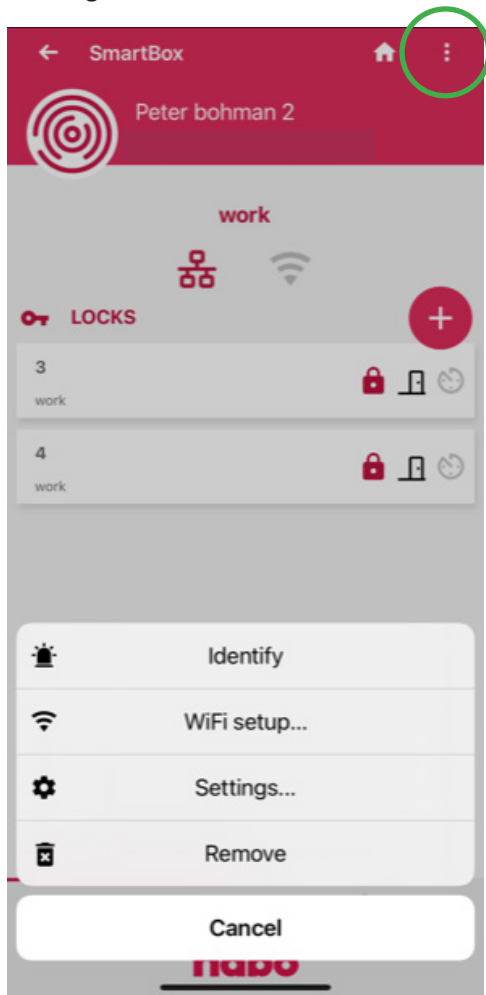 SmartBox
Peter bohman 2
work
LOCKS
3
work
4
work
Identify
WiFi setup...
Settings...
Remove
Cancel